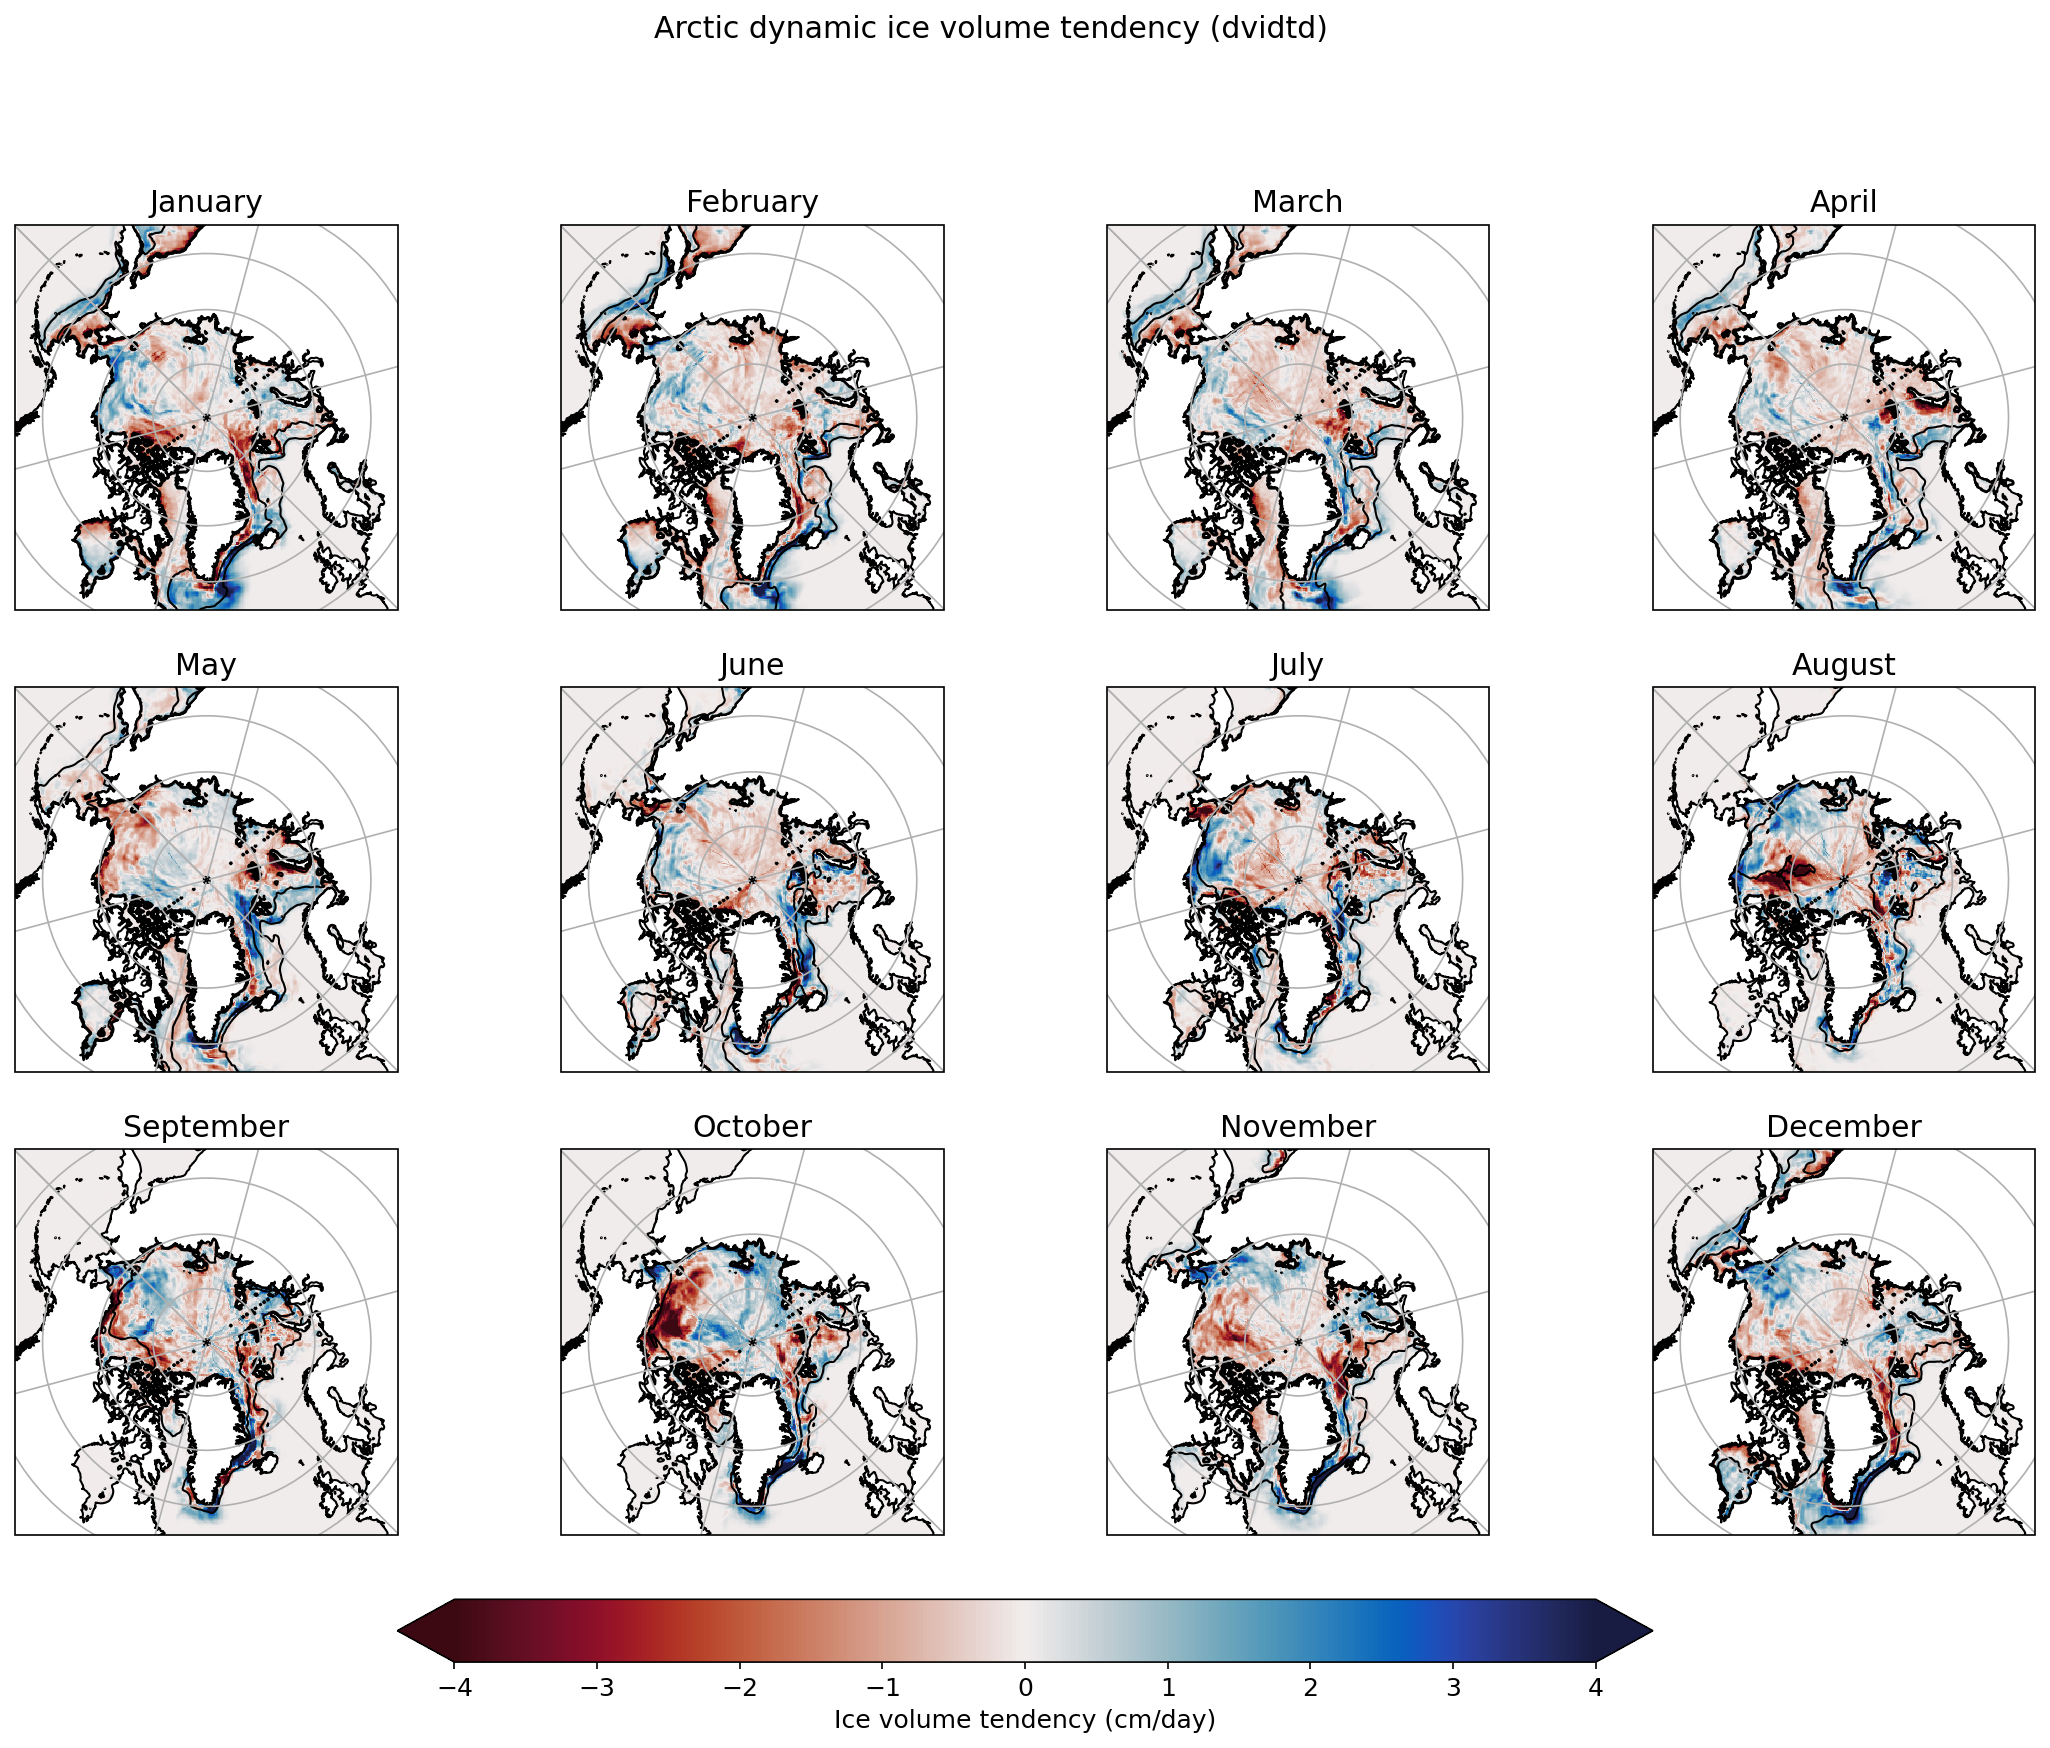 Arctic dynamic ice volume tendency (dvidtd)
January
February
March
April
May
June
July
August
September
October
November
December
−4 −3 −2 −1 0 1 2 3 4
Ice volume tendency (cm/day)